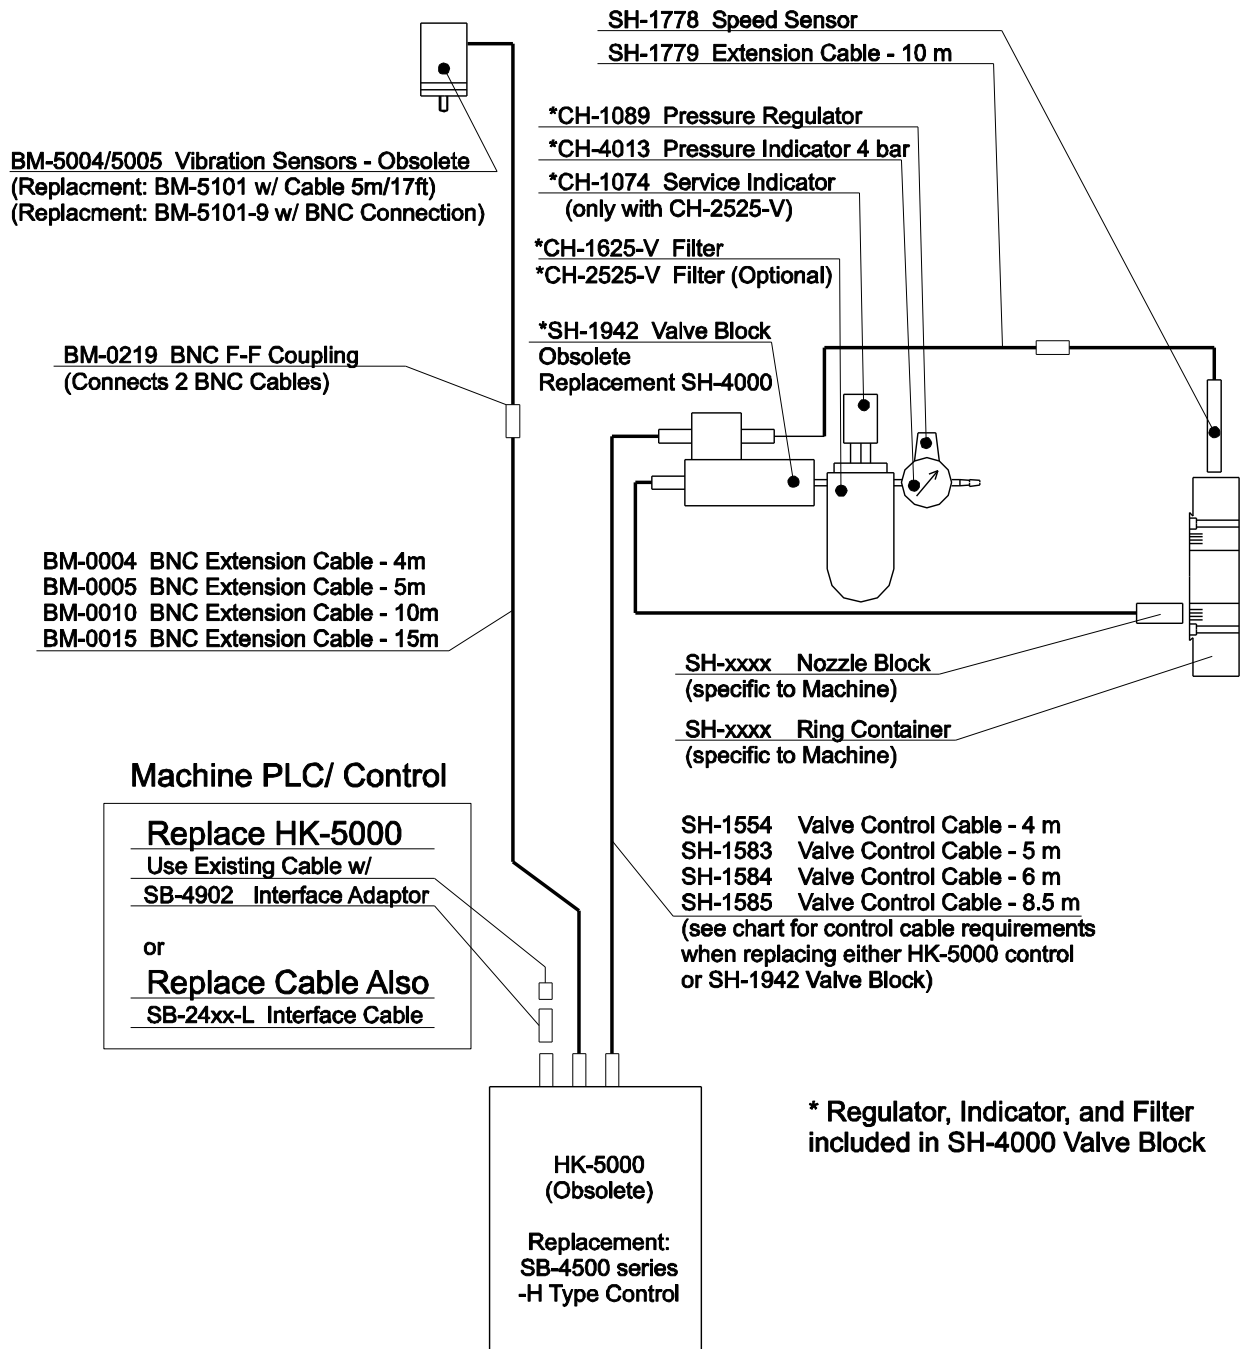 SH-1778 Speed Sensor
SH-1779 Extension Cable - 10 m
*CH-1089 Pressure Regulator
*CH-4013 Pressure Indicator 4 bar
*CH-1074 Service Indicator
(only with CH-2525-V)
BM-5004/5005 Vibration Sensors - Obsolete
(Replacment: BM-5101 w/ Cable 5m/17ft)
(Replacment: BM-5101-9 w/ BNC Connection)
*CH-1625-V Filter
*CH-2525-V Filter (Optional)
*SH-1942 Valve Block
Obsolete
Replacement SH-4000
BM-0219 BNC F-F Coupling
(Connects 2 BNC Cables)
BM-0004 BNC Extension Cable - 4m
BM-0005 BNC Extension Cable - 5m
BM-0010 BNC Extension Cable - 10m
BM-0015 BNC Extension Cable - 15m
SH-xxxx Nozzle Block
(specific to Machine)
SH-xxxx Ring Container
(specific to Machine)
Machine PLC/ Control
Replace HK-5000
Use Existing Cable w/
SB-4902 Interface Adaptor
or
Replace Cable Also
SB-24xx-L Interface Cable
SH-1554 Valve Control Cable - 4 m
SH-1583 Valve Control Cable - 5 m
SH-1584 Valve Control Cable - 6 m
SH-1585 Valve Control Cable - 8.5 m
(see chart for control cable requirements
when replacing either HK-5000 control
or SH-1942 Valve Block)
* Regulator, Indicator, and Filter
included in SH-4000 Valve Block
HK-5000
(Obsolete)
Replacement:
SB-4500 series
-H Type Control